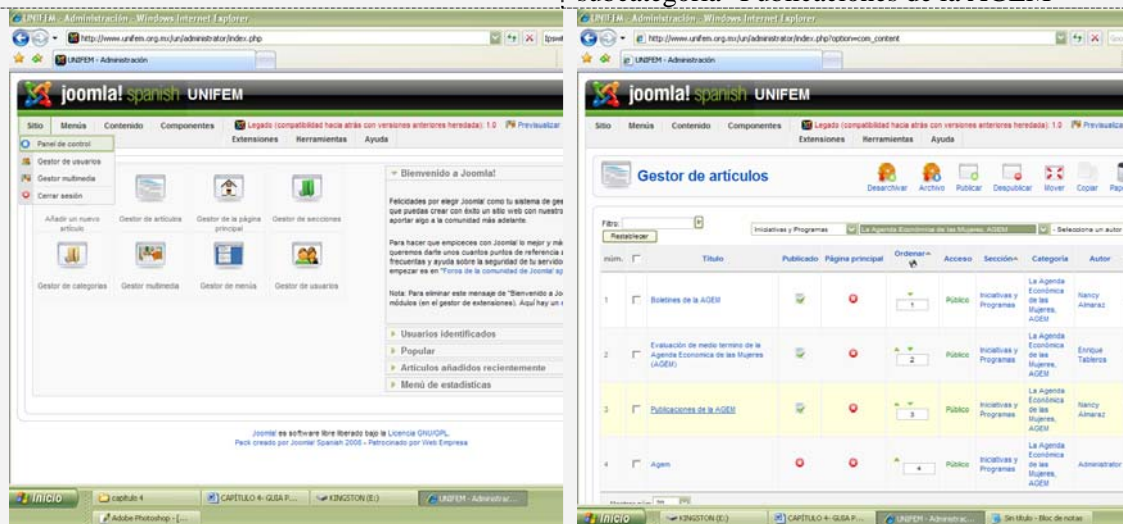 subcategoría "Publicaciones de la AGEM"
UNIFEM - Administración - Windows Internet Explorer
http://www.unifem.org.mx/un/administrator/index.php
UNIFEM - Administración
joomla! spanish UNIFEM
Sitio Menús Contenido Componentes Legado (compatibilidad hacia atrás con versiones anteriores heredada): 1.0 Previsualizar
Extensiones Herramientas Ayuda
Panel de control
Gestor de usuarios
Gestor multimedia
Cerrar sesión
Añadir un nuevo artículo
Gestor de artículos
Gestor de la página principal
Gestor de secciones
Gestor de categorías
Gestor multimedia
Gestor de menús
Gestor de usuarios
Bienvenido a Joomla!
Felicidades por elegir Joomla! como tu sistema de ges
que puedas crear con éxito un sitio web con nuestro
aportar algo a la comunidad más adelante.
Para hacer que empieces con Joomla! lo mejor y má
queremos darte unos cuantos puntos de referencia
frecuentas y ayuda sobre la seguridad de tu servido
empezar es en "Foros de la comunidad de Joomla! sp
Nota: Para eliminar este mensaje de "Bienvenido a Jo
módulos (en el gestor de extensiones). Aquí hay un
Usuarios identificados
Popular
Artículos añadidos recientemente
Menú de estadísticas
Joomla! es software libre liberado bajo la Licencia GNU/GPL.
Pack creado por Joomla! Spanish 2008 - Patrocinado por Web Empresa
Inicio capitulo 4 CAPÍTULO 4- GUIA P... KINGSTON (E:) UNIFEM - Administrac...
Adobe Photoshop - [...
UNIFEM - Administración - Windows Internet Explorer
http://www.unifem.org.mx/un/administrator/index.php?option=com_content
UNIFEM - Administración
joomla! spanish UNIFEM
Sitio Menús Contenido Componentes Legado (compatibilidad hacia atrás con versiones anteriores heredada): 1.0 Previsualizar
Extensiones Herramientas Ayuda
Gestor de artículos
Desarchivar Archivo Publicar Despublicar Mover Copiar Pap
Filtro:
Restablecer
Iniciativas y Programas La Agenda Económica de las Mujeres, AGEM - Seleccione un autor
núm. Título Publicado Página principal Ordenar Acceso Sección Categoría Autor
1 Boletines de la AGEM 1 Público Iniciativas y Programas La Agenda Económica de las Mujeres, AGEM Nancy Almaraz
2 Evaluación de medio termino de la Agenda Economica de las Mujeres (AGEM) 2 Público Iniciativas y Programas La Agenda Económica de las Mujeres, AGEM Enrique Tableros
3 Publicaciones de la AGEM 3 Público Iniciativas y Programas La Agenda Económica de las Mujeres, AGEM Nancy Almaraz
4 Agem 4 Público Iniciativas y Programas La Agenda Económica de las Mujeres, AGEM Administrator
Inicio KINGSTON (E:) CAPÍTULO 4- GUIA P... UNIFEM - Administrac... Sin título - Bloc de notas